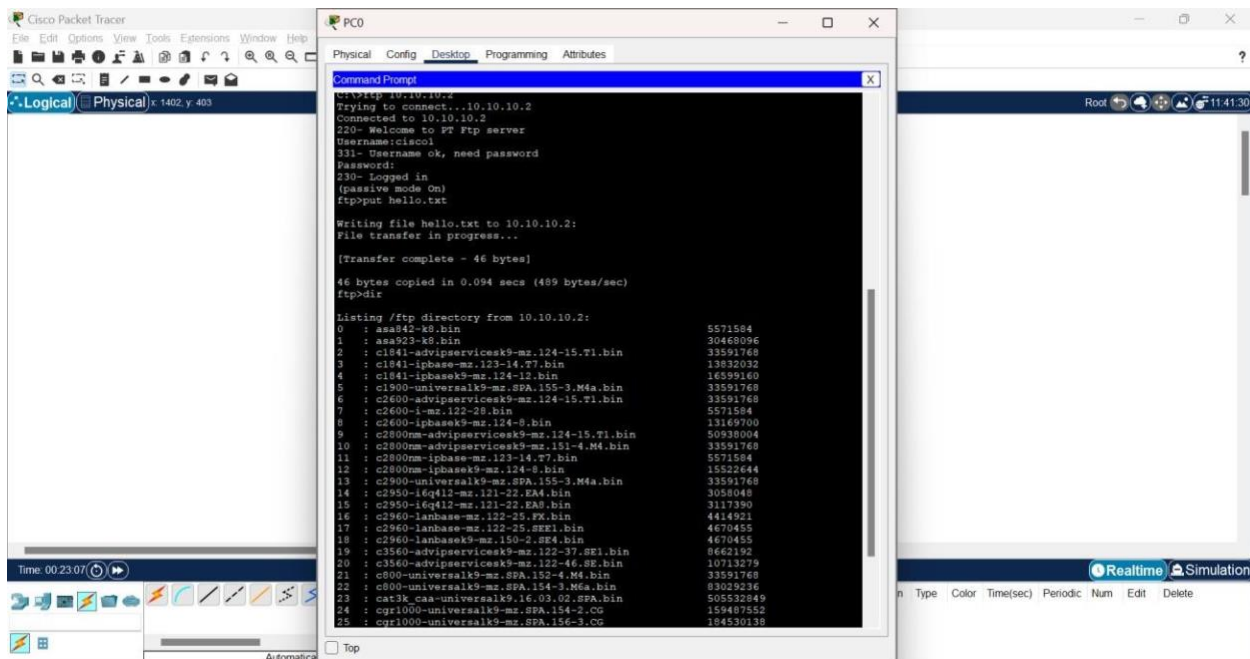 Cisco Packet Tracer
File Edit Options View Tools Extensions Window Help
?
Logical Physical x: 1402, y: 403
Root 11:41:30
PC0
Physical Config Desktop Programming Attributes
Command Prompt X
C:\>ftp 10.10.10.2
Trying to connect...10.10.10.2
Connected to 10.10.10.2
220- Welcome to PT Ftp server
Username:cisco1
331- Username ok, need password
Password:
230- Logged in
(passive mode On)
ftp>put hello.txt
Writing file hello.txt to 10.10.10.2:
File transfer in progress...
[Transfer complete - 46 bytes]
46 bytes copied in 0.094 secs (489 bytes/sec)
ftp>dir
Listing /ftp directory from 10.10.10.2:
0 : asa842-k8.bin 5571584
1 : asa923-k8.bin 30468096
2 : c1841-advipservicesk9-mz.124-15.T1.bin 33591768
3 : c1841-ipbase-mz.123-14.T7.bin 13832032
4 : c1841-ipbasek9-mz.124-12.bin 16599160
5 : c1900-universalk9-mz.SPA.155-3.M4a.bin 33591768
6 : c2600-advipservicesk9-mz.124-15.T1.bin 33591768
7 : c2600-i-mz.122-28.bin 5571584
8 : c2600-ipbasek9-mz.124-8.bin 13169700
9 : c2800nm-advipservicesk9-mz.124-15.T1.bin 50938004
10 : c2800nm-advipservicesk9-mz.151-4.M4.bin 33591768
11 : c2800nm-ipbase-mz.123-14.T7.bin 5571584
12 : c2800nm-ipbasek9-mz.124-8.bin 15522644
13 : c2900-universalk9-mz.SPA.155-3.M4a.bin 33591768
14 : c2950-i6q4l2-mz.121-22.EA4.bin 3058048
15 : c2950-i6q4l2-mz.121-22.EA8.bin 3117390
16 : c2960-lanbase-mz.122-25.FX.bin 4414921
17 : c2960-lanbase-mz.122-25.SEE1.bin 4670455
18 : c2960-lanbasek9-mz.150-2.SE4.bin 4670455
19 : c3560-advipservicesk9-mz.122-37.SE1.bin 8662192
20 : c3560-advipservicesk9-mz.122-46.SE.bin 10713279
21 : c800-universalk9-mz.SPA.152-4.M4.bin 33591768
22 : c800-universalk9-mz.SPA.154-3.M6a.bin 83029236
23 : cat3k_caa-universalk9.16.03.02.SPA.bin 505532849
24 : cgr1000-universalk9-mz.SPA.154-2.CG 159487552
25 : cgr1000-universalk9-mz.SPA.156-3.CG 184530138
Top
Time: 00:23:07
Realtime Simulation
n Type Color Time(sec) Periodic Num Edit Delete
Automatica